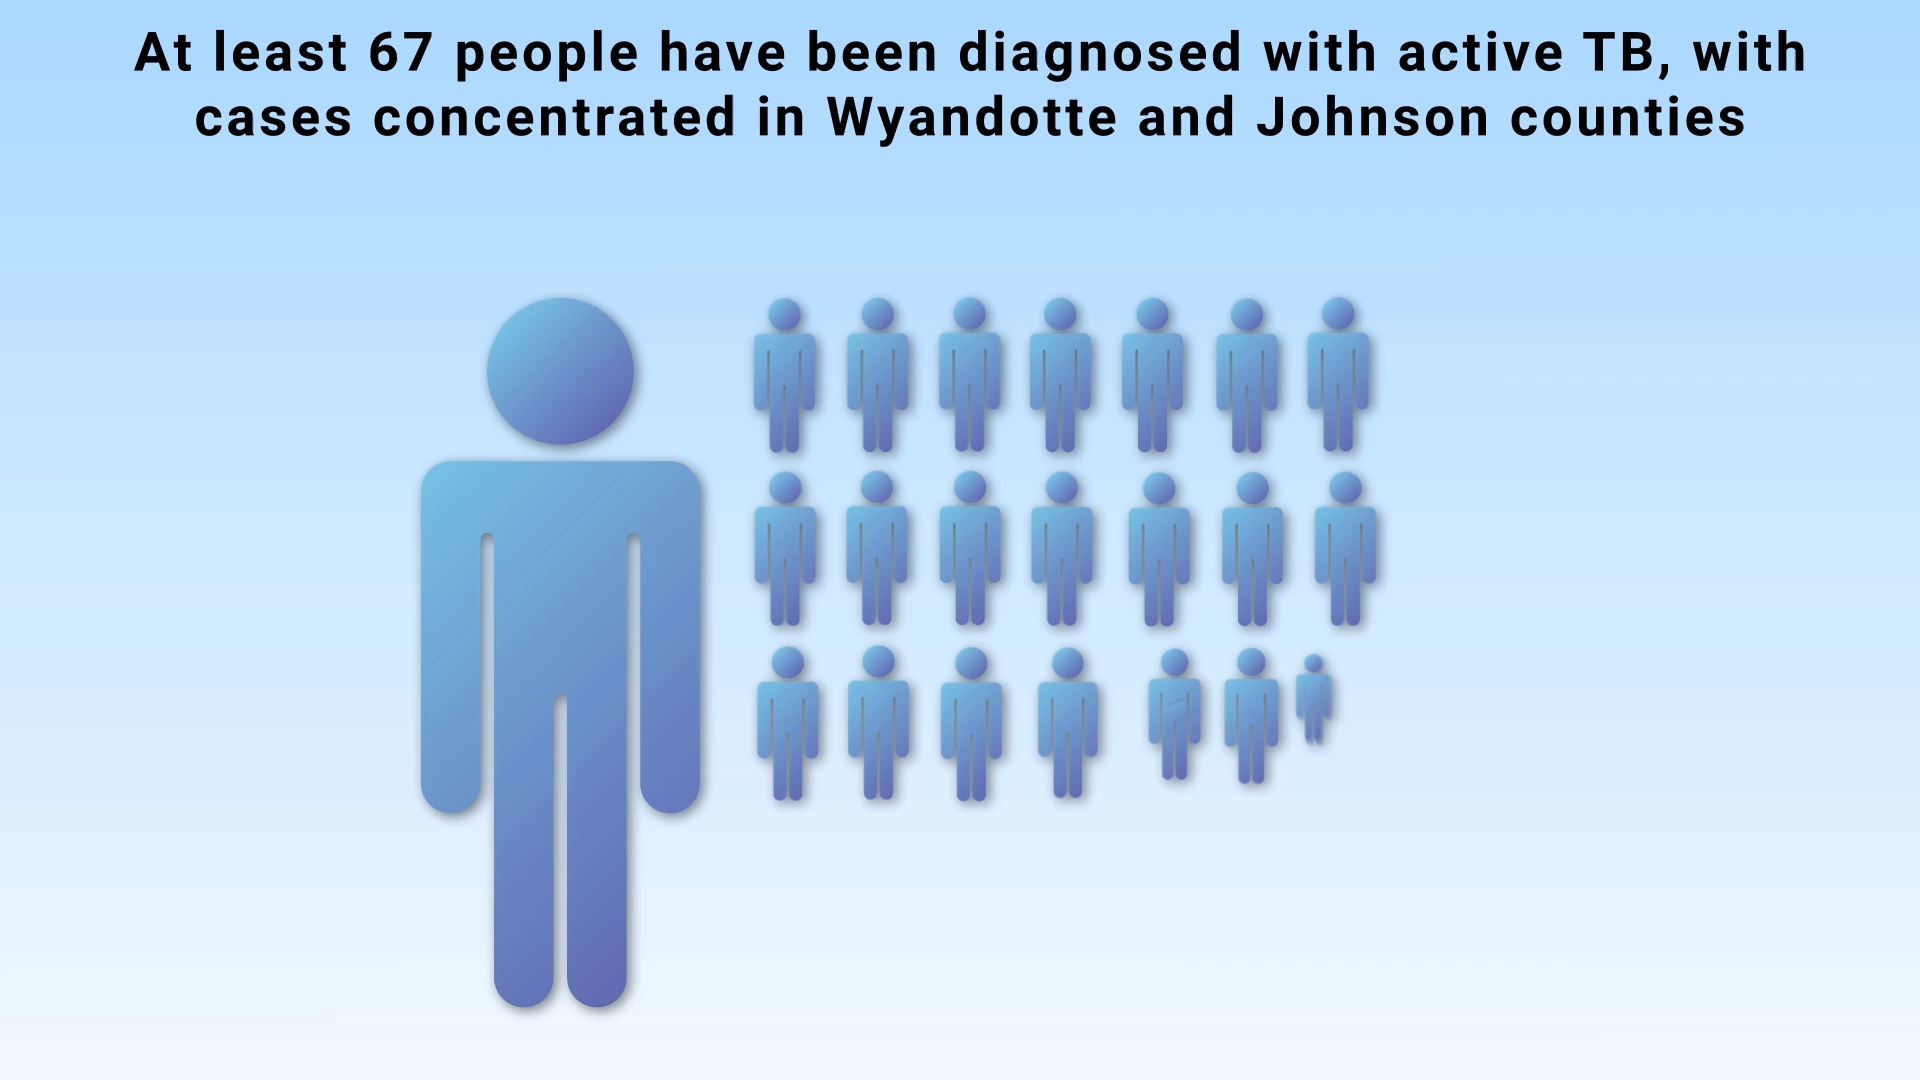 At least 67 people have been diagnosed with active TB, with
cases concentrated in Wyandotte and Johnson counties